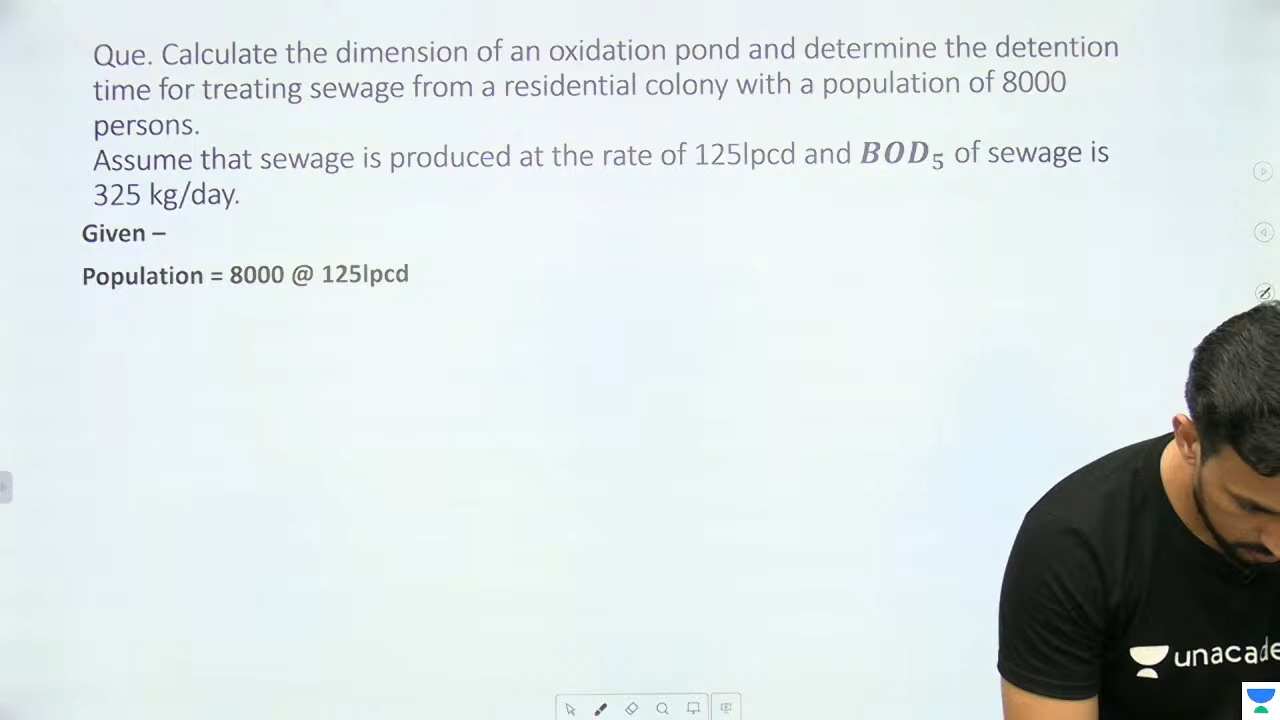 Que. Calculate the dimension of an oxidation pond and determine the detention
time for treating sewage from a residential colony with a population of 8000
persons.
Assume that sewage is produced at the rate of 125lpcd and BOD₅ of sewage is
325 kg/day.
Given –
Population = 8000 @ 125lpcd
unacade